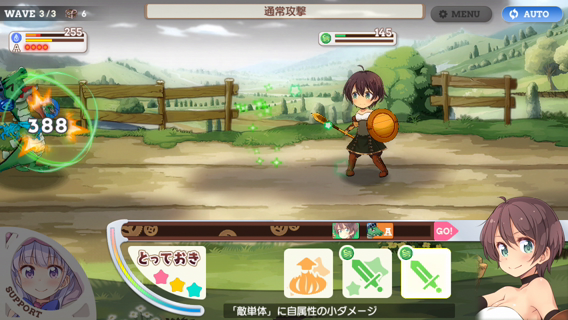 WAVE 3/3
6
通常攻撃
MENU
AUTO
255
A
145
388
A
GO!
とっておき
SUPPORT
「敵単体」に自属性の小ダメージ